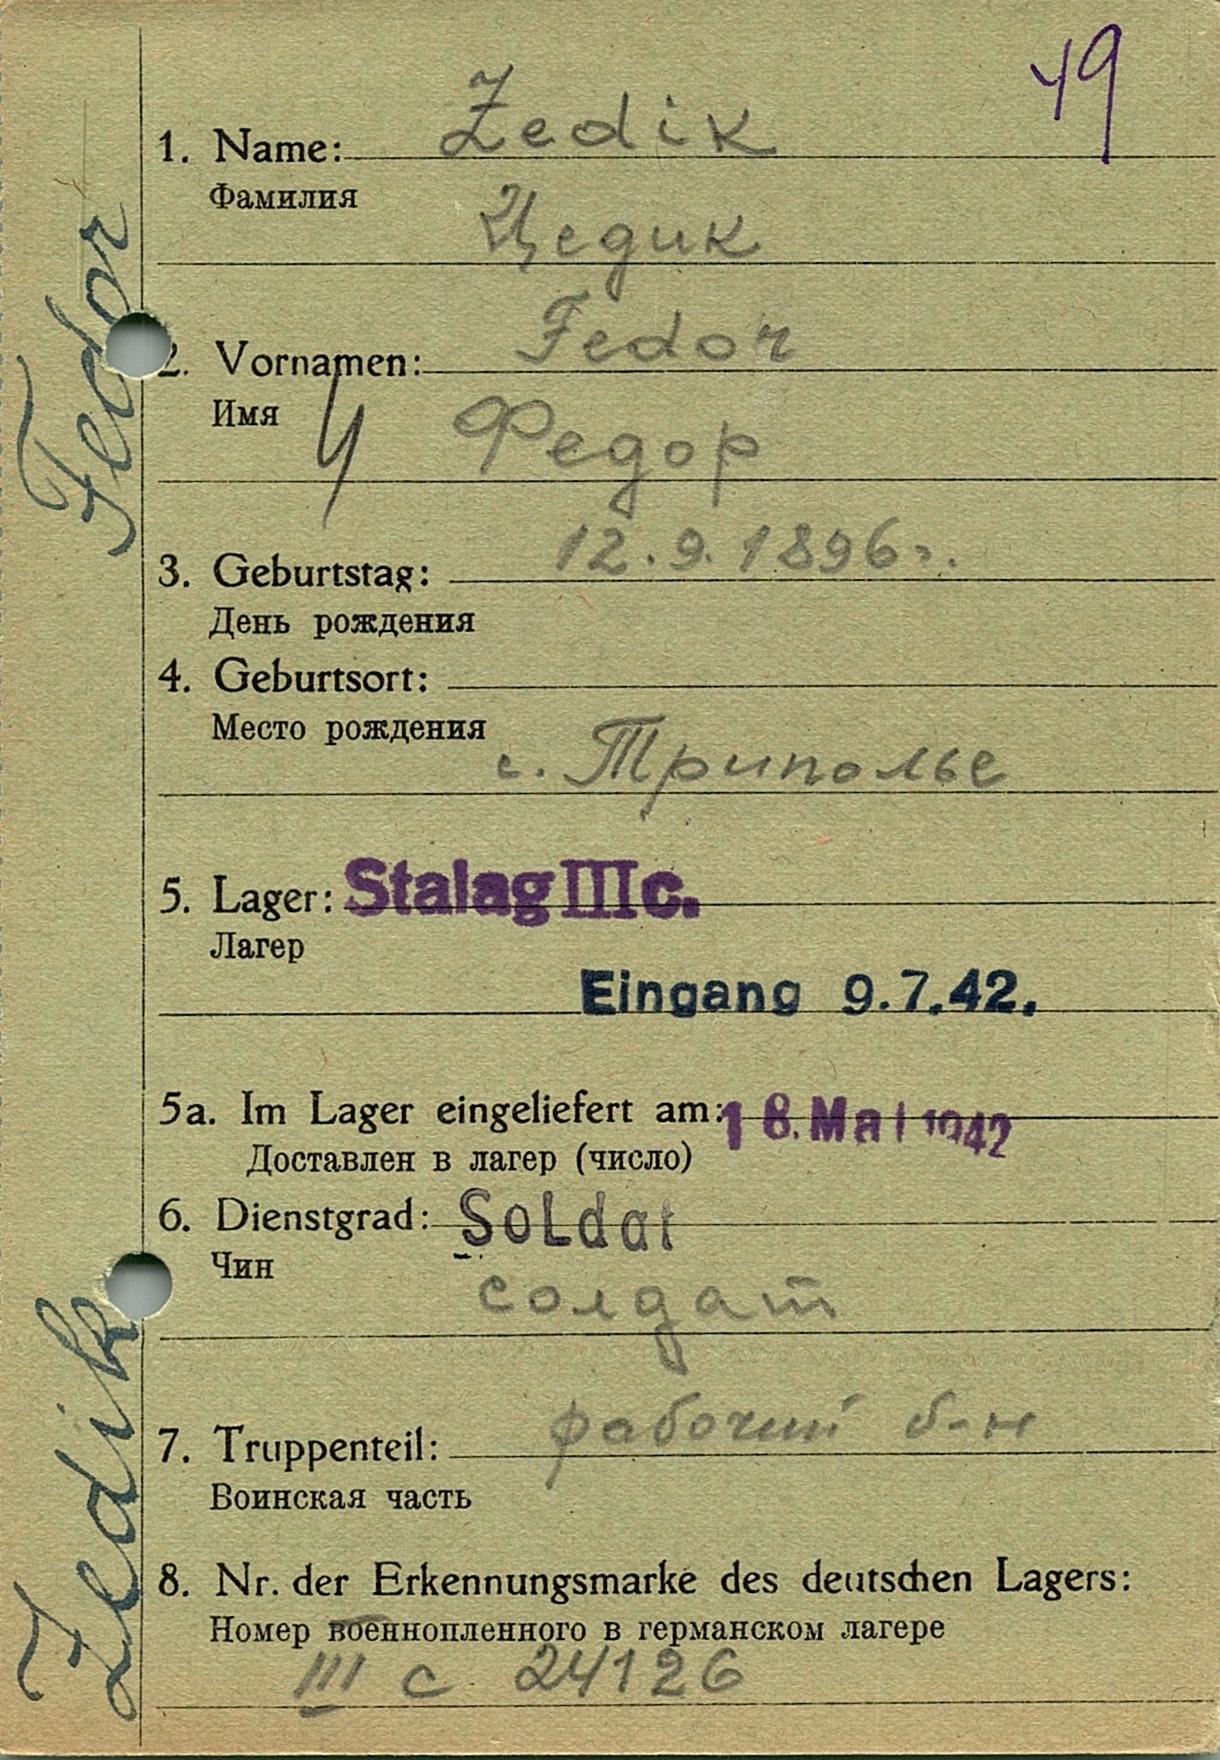 49
1. Name: Zedik
Фамилия
Цедик
2. Vornamen: Fedor
Имя
Ч Федор
3. Geburtstag: 12.9.1896г.
День рождения
4. Geburtsort:
Место рождения
с. Триполье
5. Lager: Stalag III c.
Лагер
Eingang 9.7.42.
5a. Im Lager eingeliefert am: 18. Mai 1942
Доставлен в лагер (число)
6. Dienstgrad: Soldat
Чин
солдат
7. Truppenteil: рабочий б-н
Воинская часть
8. Nr. der Erkennungsmarke des deutschen Lagers:
Номер военнопленного в германском лагере
III c 24126
Zedik Fedor